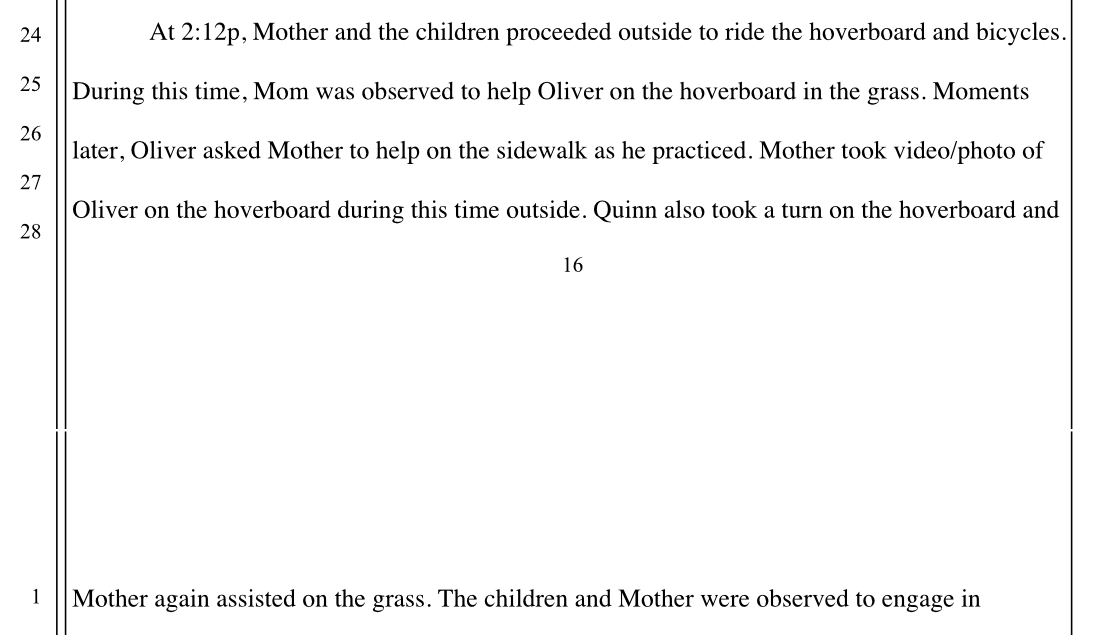 24 At 2:12p, Mother and the children proceeded outside to ride the hoverboard and bicycles.
25 During this time, Mom was observed to help Oliver on the hoverboard in the grass. Moments
26 later, Oliver asked Mother to help on the sidewalk as he practiced. Mother took video/photo of
27 Oliver on the hoverboard during this time outside. Quinn also took a turn on the hoverboard and
28
16
1 Mother again assisted on the grass. The children and Mother were observed to engage in